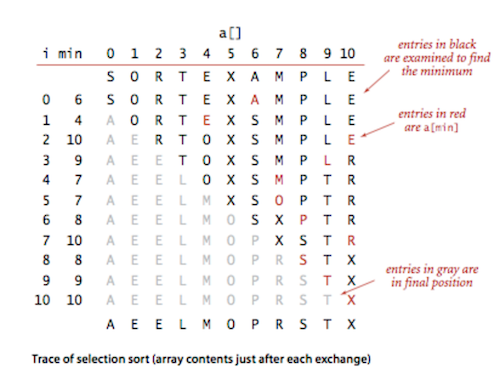 a[]
i min 0 1 2 3 4 5 6 7 8 9 10
S O R T E X A M P L E
0 6 S O R T E X A M P L E
1 4 A O R T E X S M P L E
2 10 A E R T O X S M P L E
3 9 A E E T O X S M P L R
4 7 A E E L O X S M P T R
5 7 A E E L M X S O P T R
6 8 A E E L M O S X P T R
7 10 A E E L M O P X S T R
8 8 A E E L M O P R S T X
9 9 A E E L M O P R S T X
10 10 A E E L M O P R S T X
A E E L M O P R S T X
entries in black
are examined to find
the minimum
entries in red
are a[min]
entries in gray are
in final position
Trace of selection sort (array contents just after each exchange)